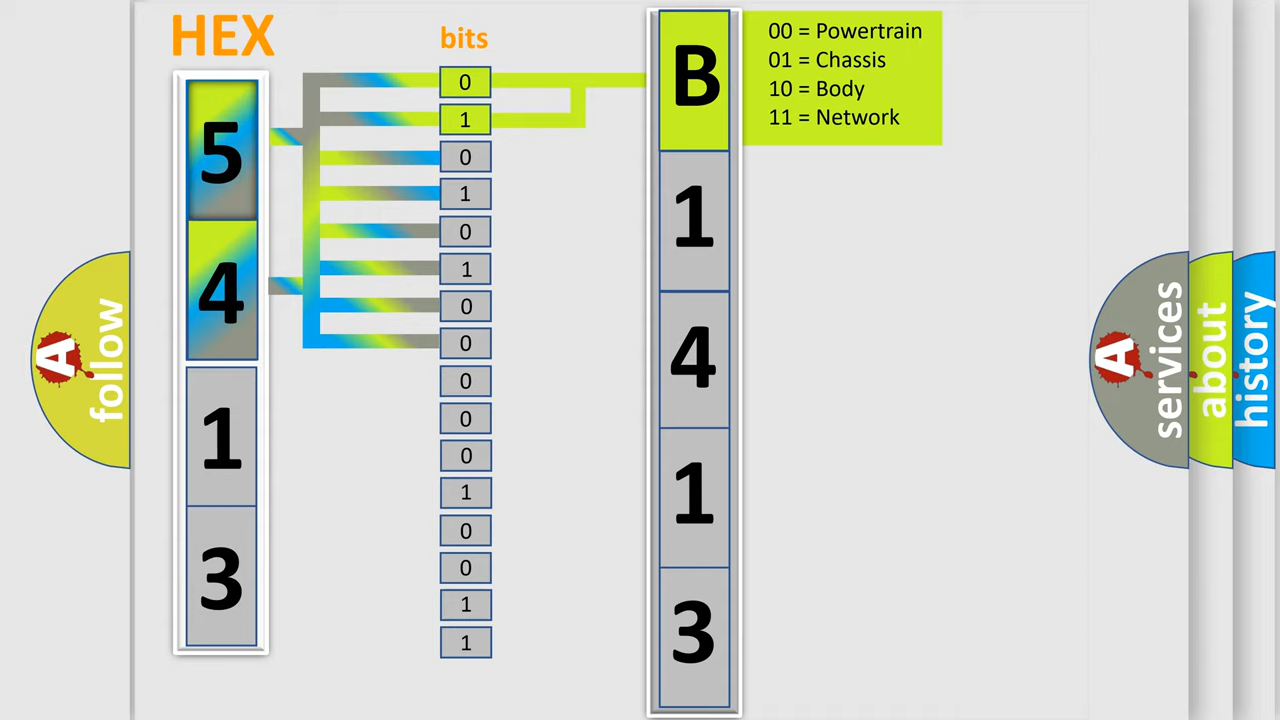 HEX
bits
5
4
1
3
0
1
0
1
0
1
0
0
0
0
0
1
0
0
1
1
B
1
4
1
3
00 = Powertrain
01 = Chassis
10 = Body
11 = Network
A
follow
A
services
about
history